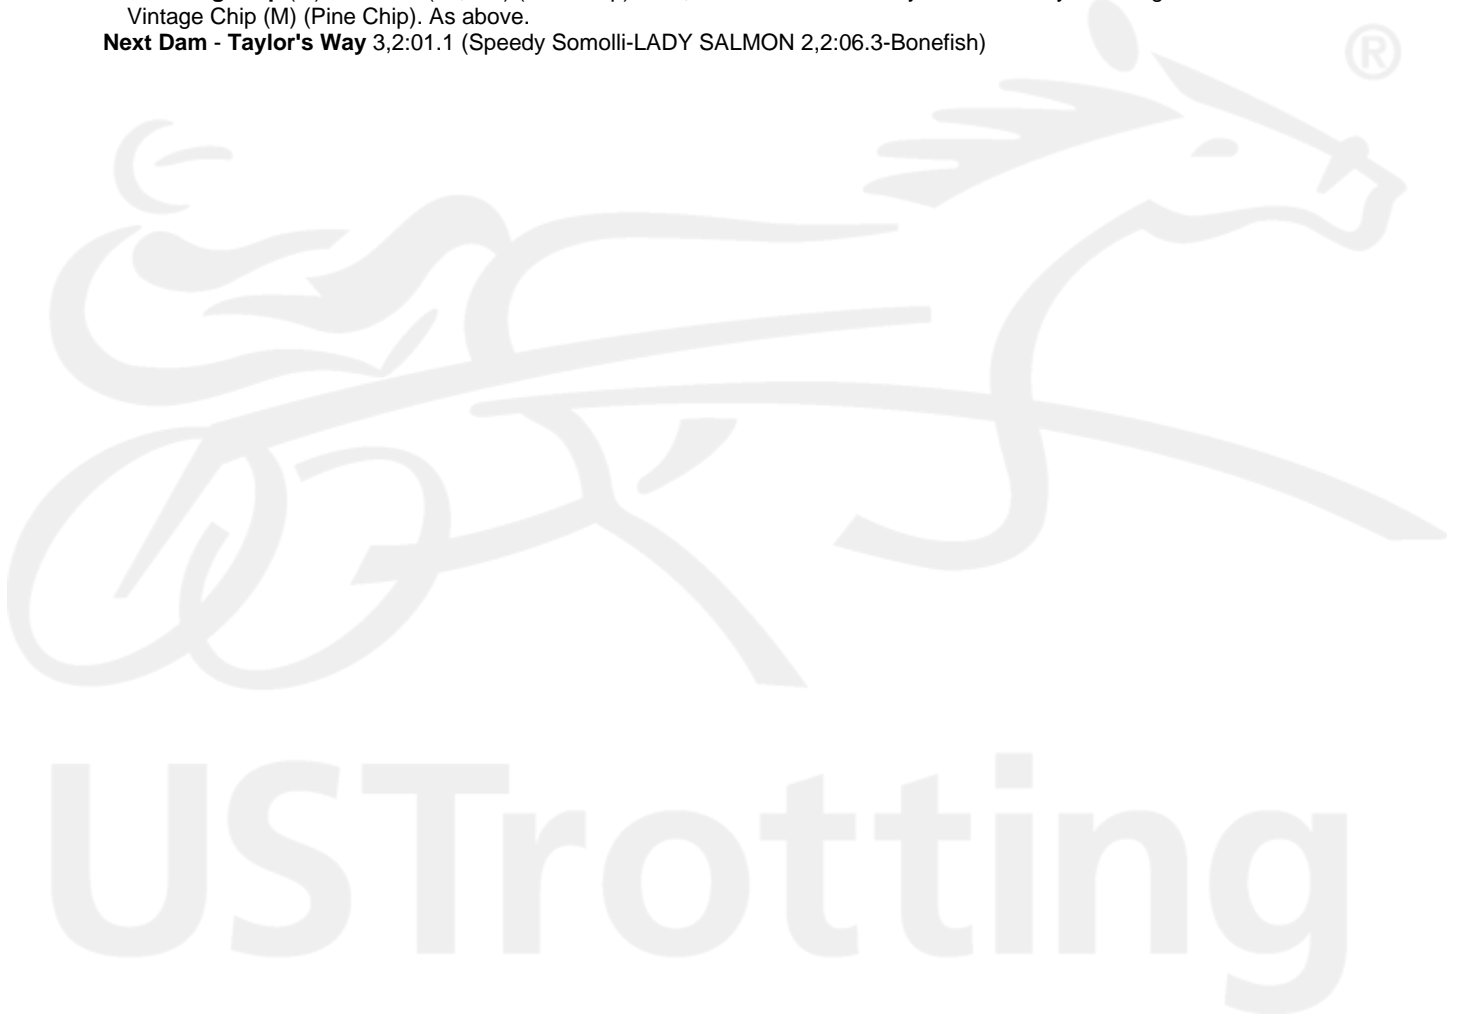 Vintage Chip (M) (Pine Chip). As above.
Next Dam - Taylor's Way 3,2:01.1 (Speedy Somolli-LADY SALMON 2,2:06.3-Bonefish)
®
USTrotting